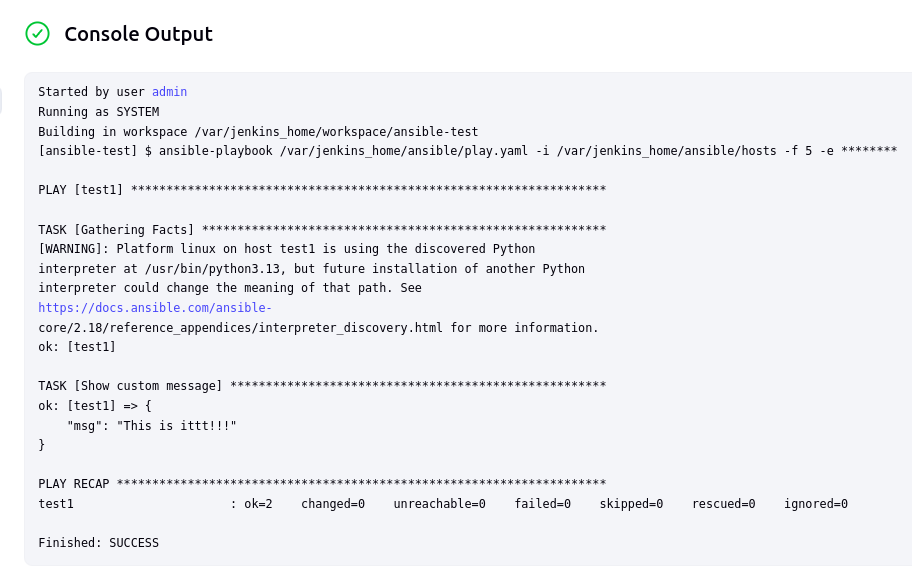 Console Output
Started by user admin
Running as SYSTEM
Building in workspace /var/jenkins_home/workspace/ansible-test
[ansible-test] $ ansible-playbook /var/jenkins_home/ansible/play.yaml -i /var/jenkins_home/ansible/hosts -f 5 -e ********
PLAY [test1] *******************************************************************
TASK [Gathering Facts] *********************************************************
[WARNING]: Platform linux on host test1 is using the discovered Python
interpreter at /usr/bin/python3.13, but future installation of another Python
interpreter could change the meaning of that path. See
https://docs.ansible.com/ansible-
core/2.18/reference_appendices/interpreter_discovery.html for more information.
ok: [test1]
TASK [Show custom message] *****************************************************
ok: [test1] => {
    "msg": "This is ittt!!!"
}
PLAY RECAP *********************************************************************
test1                      : ok=2    changed=0    unreachable=0    failed=0    skipped=0    rescued=0    ignored=0
Finished: SUCCESS